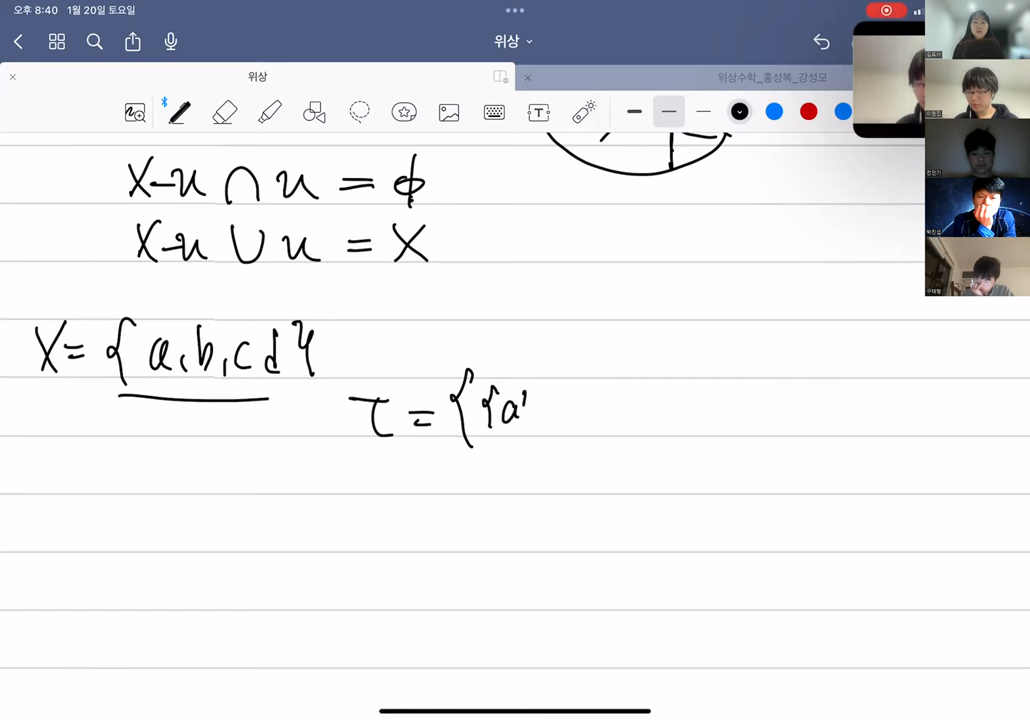 오후 8:40 1월 20일 토요일
위상
위상
위상수학_홍성복_강성모
X-u ∩ u = ϕ
X-u ∪ u = X
X = { a, b, c d }
τ = { { a